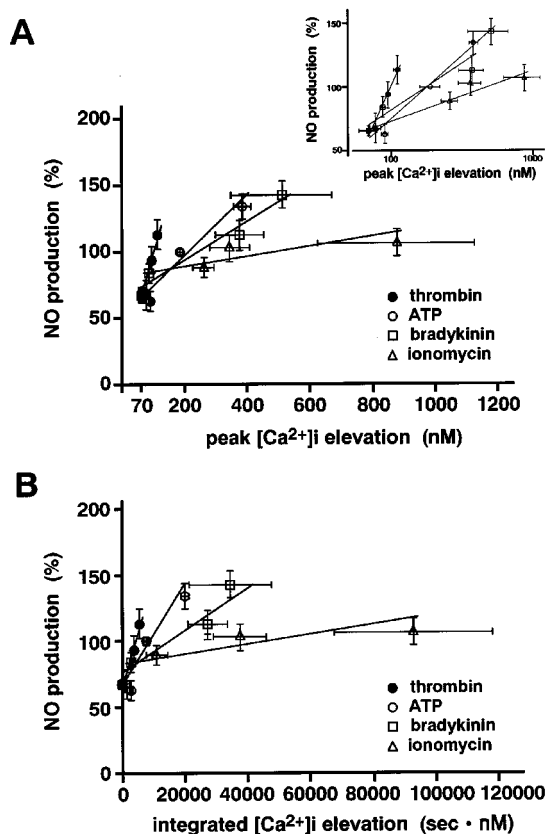 A
NO production (%)
150
100
50
100
1000
peak [Ca2+]i elevation (nM)
NO production (%)
200
150
100
50
0
70
200
400
600
800
1000
1200
thrombin
ATP
bradykinin
ionomycin
peak [Ca2+]i elevation (nM)
B
NO production (%)
200
150
100
50
0
0
20000
40000
60000
80000
100000
120000
thrombin
ATP
bradykinin
ionomycin
integrated [Ca2+]i elevation (sec • nM)